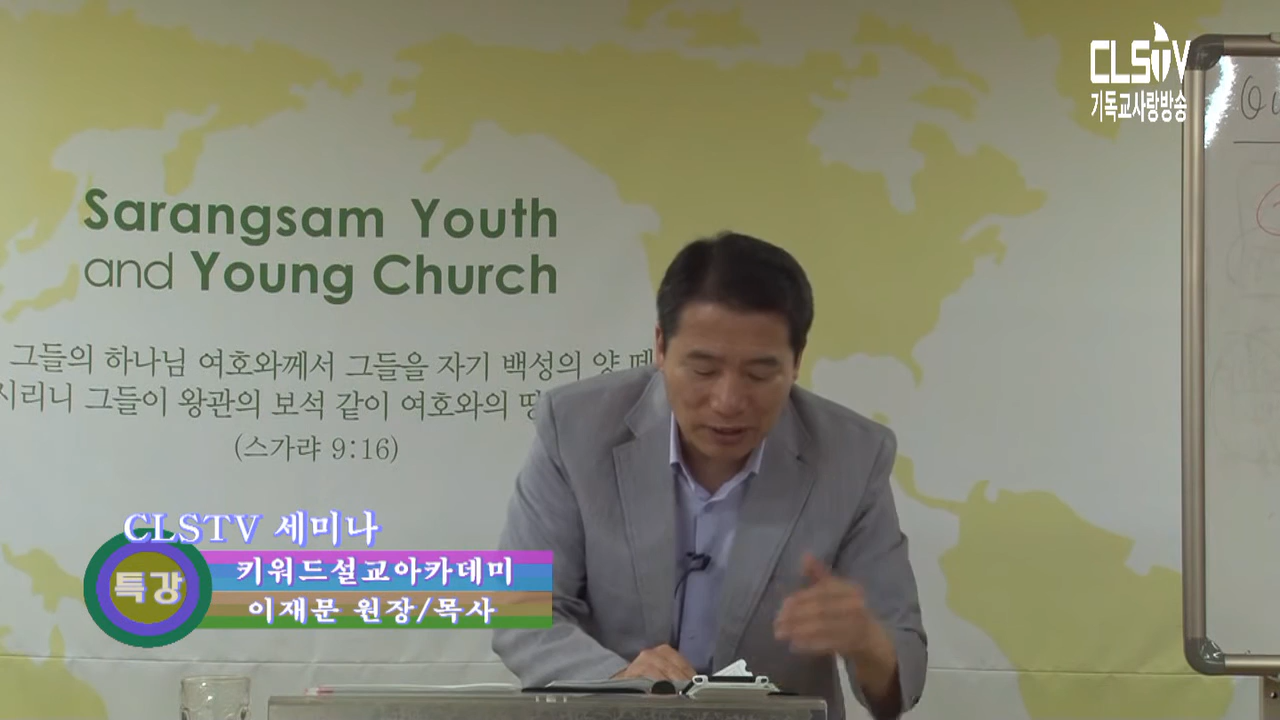 CLSTV
기독교사랑방송
Sarangsam Youth
and Young Church
그들의 하나님 여호와께서 그들을 자기 백성의 양 떼
시리니 그들이 왕관의 보석 같이 여호와의 땅
(스가랴 9:16)
CLSTV 세미나
특강
키워드설교아카데미
이재문 원장/목사